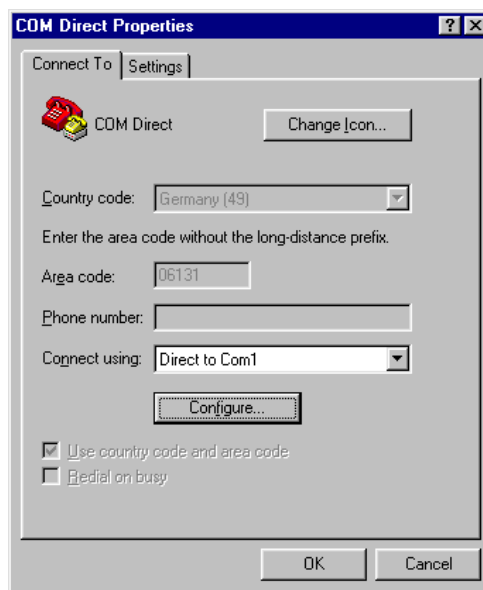 COM Direct Properties
Connect To Settings
COM Direct Change Icon...
Country code: Germany (49)
Enter the area code without the long-distance prefix.
Area code: 06131
Phone number:
Connect using: Direct to Com1
Configure...
Use country code and area code
Redial on busy
OK Cancel